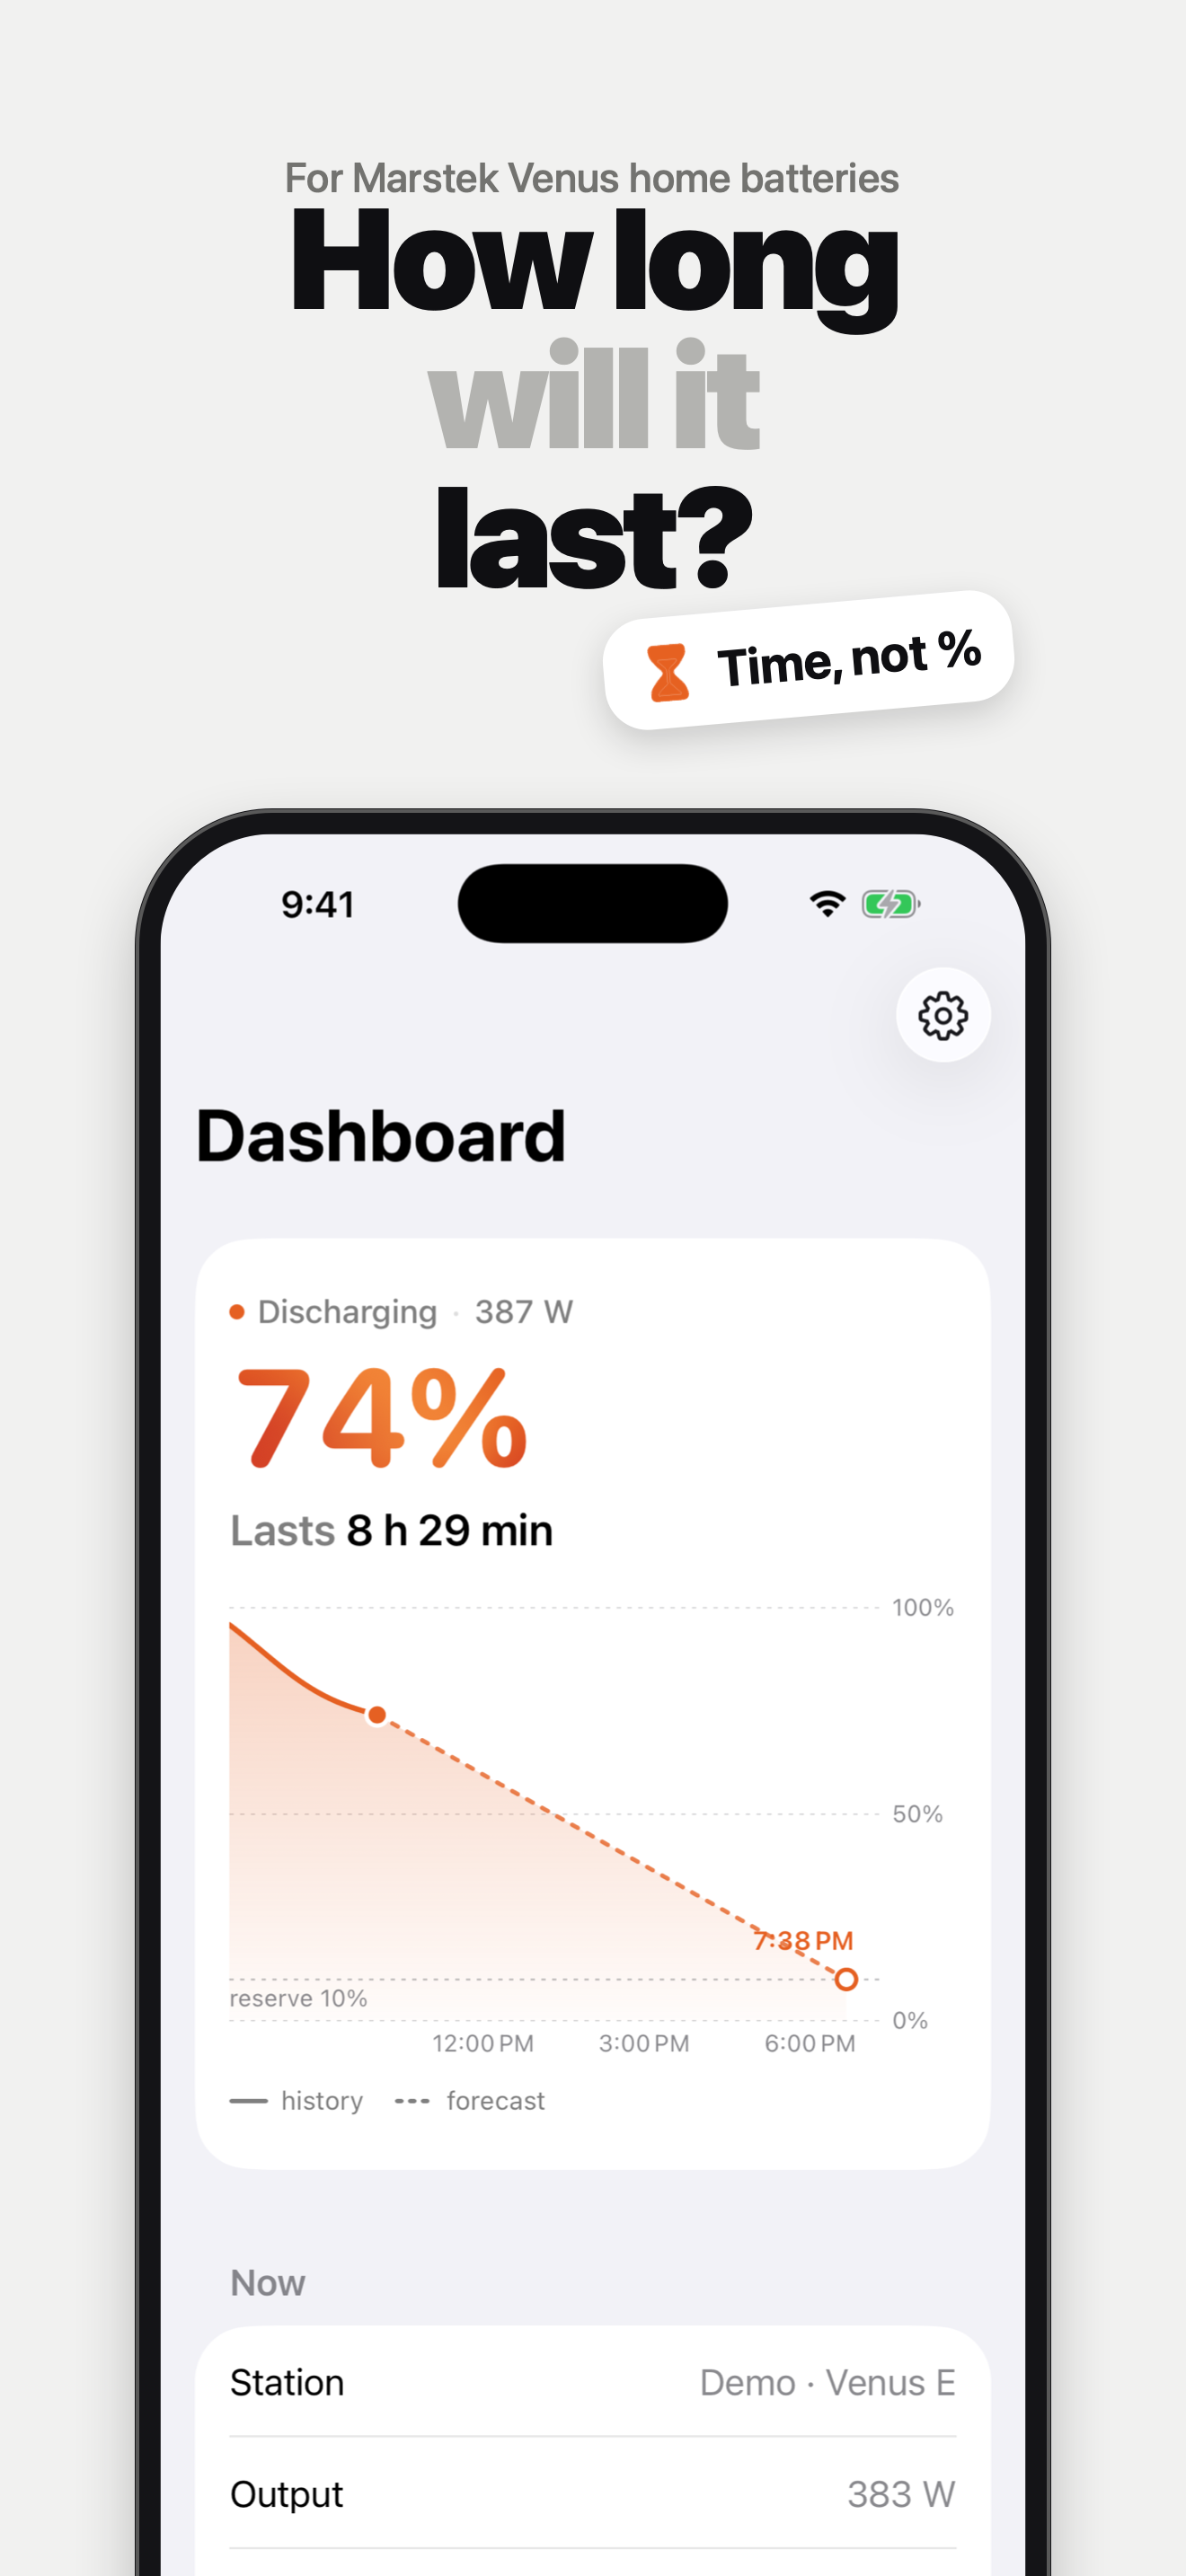 For Marstek Venus home batteries
How long
will it
last?
Time, not %
9:41
Dashboard
Discharging · 387 W
74%
Lasts 8 h 29 min
100%
50%
7:38 PM
reserve 10%
0%
12:00 PM 3:00 PM 6:00 PM
history forecast
Now
Station Demo · Venus E
Output 383 W